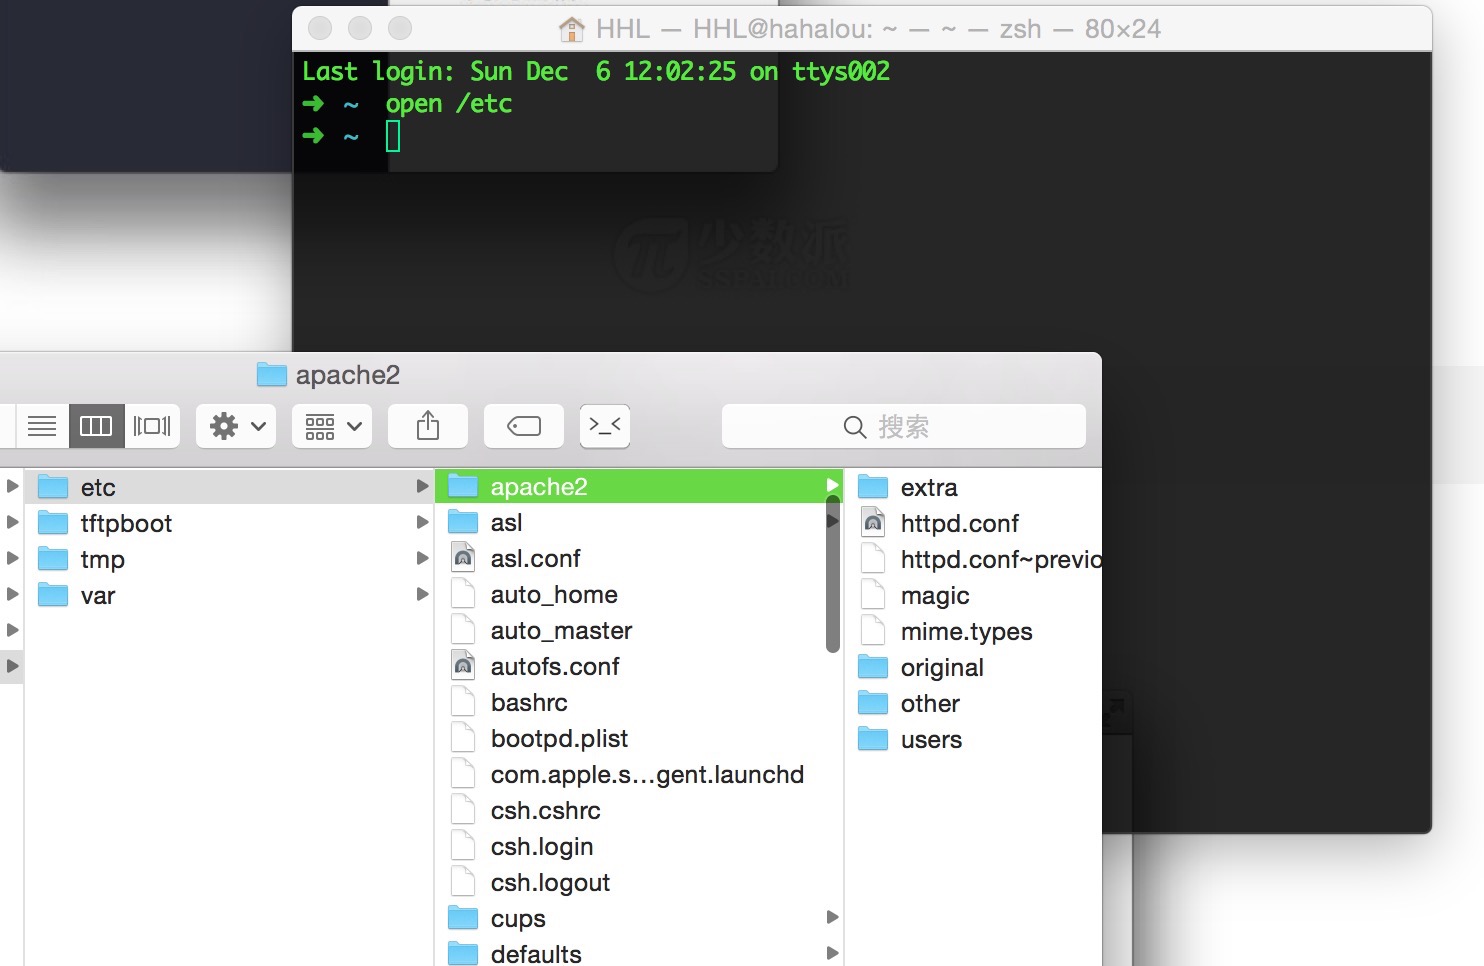 HHL — HHL@hahalou: ~ — ~ — zsh — 80×24
Last login: Sun Dec  6 12:02:25 on ttys002
➜ ~ open /etc
➜ ~
少数派
SSPAI.COM
apache2
>_<
搜索
etc
tftpboot
tmp
var
apache2
asl
asl.conf
auto_home
auto_master
autofs.conf
bashrc
bootpd.plist
com.apple.s...gent.launchd
csh.cshrc
csh.login
csh.logout
cups
defaults
extra
httpd.conf
httpd.conf~previo
magic
mime.types
original
other
users